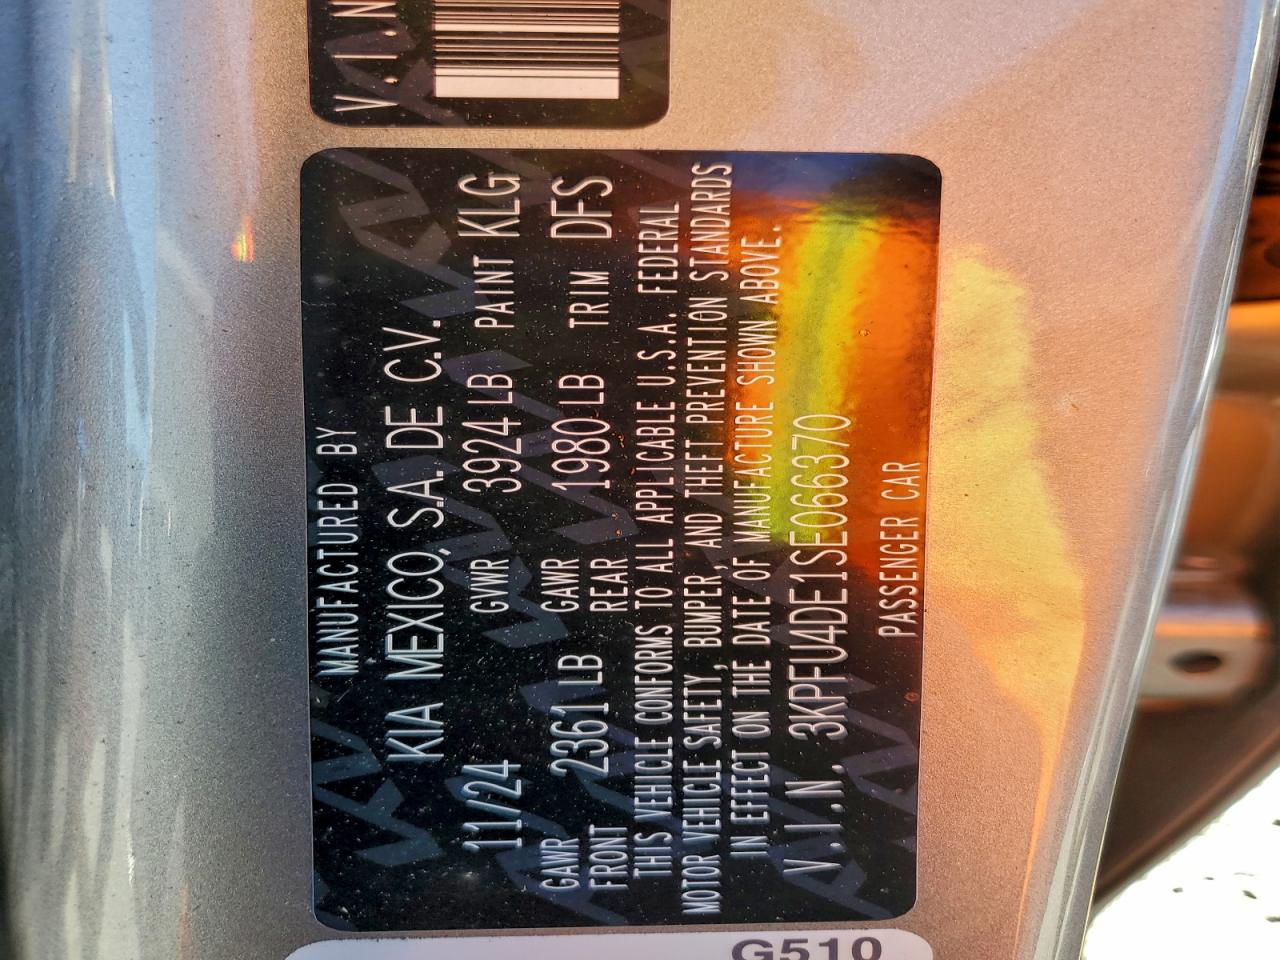 V.I.N
MANUFACTURED BY
KIA MEXICO, S.A. DE C.V.
11/24 GVWR 3924 LB PAINT KLG
GAWR FRONT 2361 LB GAWR REAR 1980 LB TRIM DFS
THIS VEHICLE CONFORMS TO ALL APPLICABLE U.S.A. FEDERAL
MOTOR VEHICLE SAFETY, BUMPER, AND THEFT PREVENTION STANDARDS
IN EFFECT ON THE DATE OF MANUFACTURE SHOWN ABOVE.
V.I.N. 3KPFU4DE1SE066370
PASSENGER CAR
G510